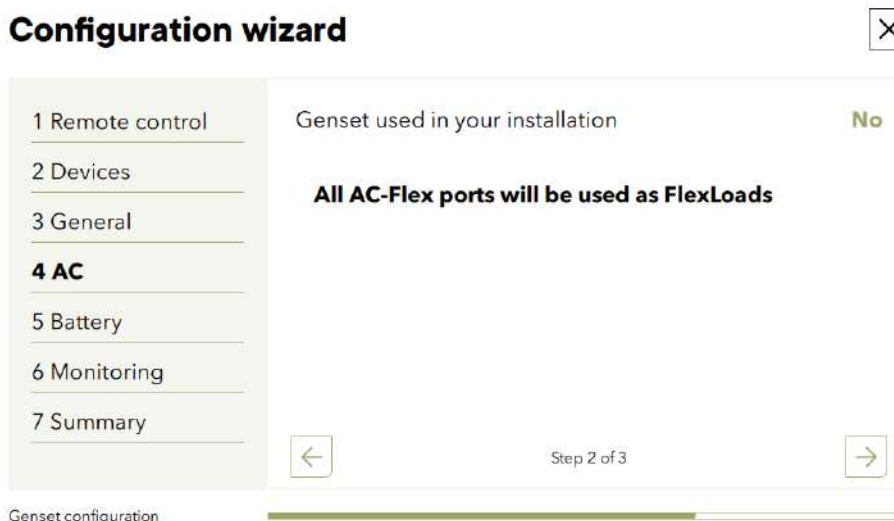 Configuration wizard
1 Remote control
2 Devices
3 General
4 AC
5 Battery
6 Monitoring
7 Summary
Genset used in your installation No
All AC-Flex ports will be used as FlexLoads
Step 2 of 3
Genset configuration